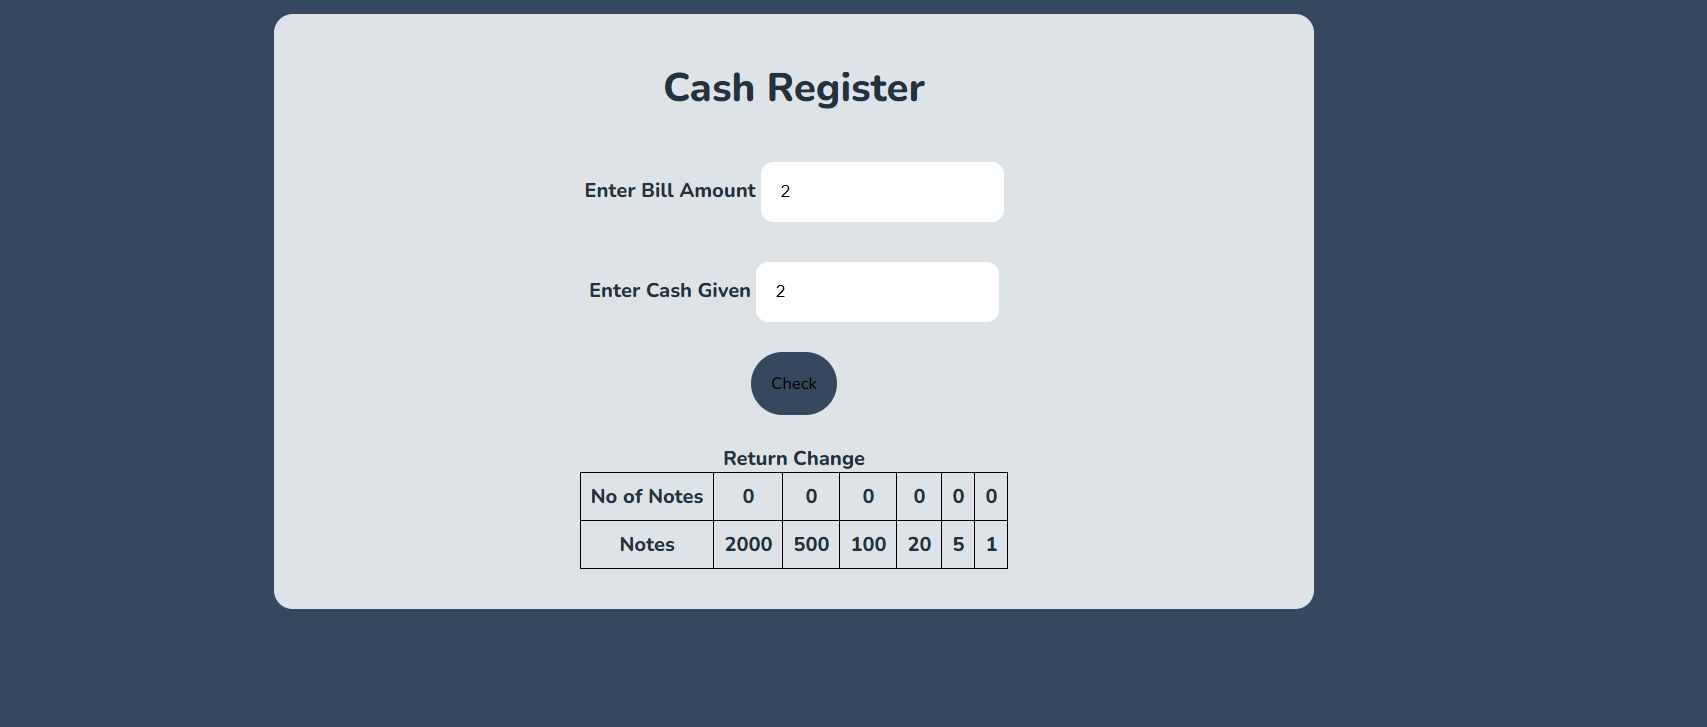 Cash Register
Enter Bill Amount 2
Enter Cash Given 2
Check
Return Change
No of Notes 0 0 0 0 0 0
Notes 2000 500 100 20 5 1